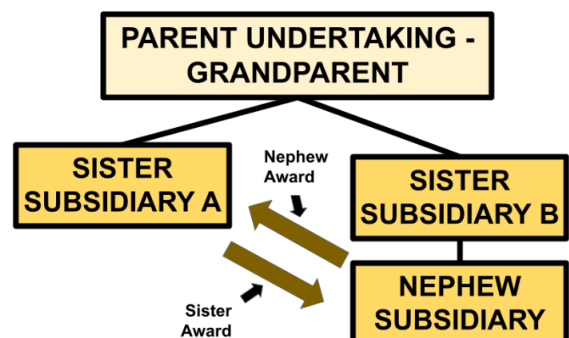 PARENT UNDERTAKING -
GRANDPARENT
SISTER
SUBSIDIARY A
Nephew
Award
SISTER
SUBSIDIARY B
Sister
Award
NEPHEW
SUBSIDIARY